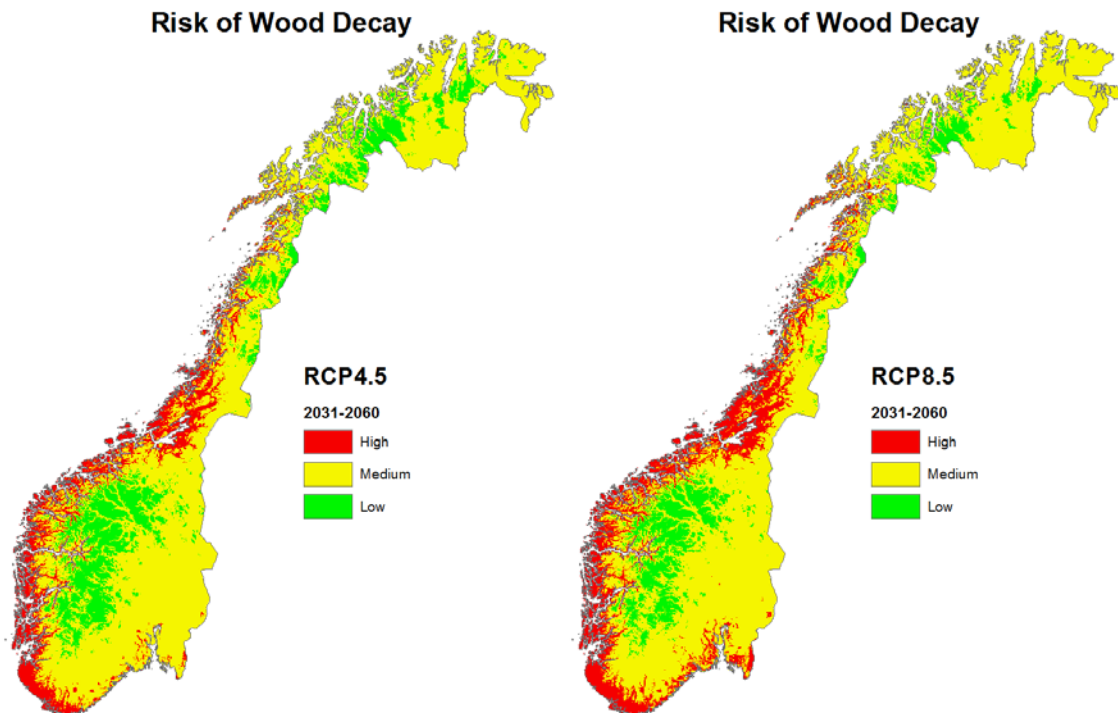 Risk of Wood Decay
RCP4.5
2031-2060
High
Medium
Low
Risk of Wood Decay
RCP8.5
2031-2060
High
Medium
Low